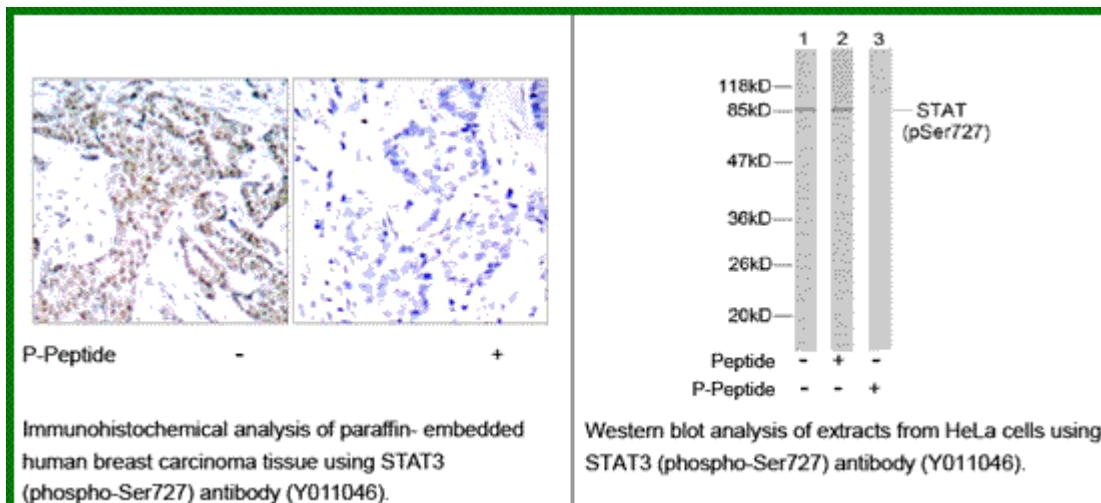 P-Peptide - +
Immunohistochemical analysis of paraffin- embedded
human breast carcinoma tissue using STAT3
(phospho-Ser727) antibody (Y011046).
1 2 3
118kD
85kD
STAT
(pSer727)
47kD
36kD
26kD
20kD
Peptide - + -
P-Peptide - - +
Western blot analysis of extracts from HeLa cells using
STAT3 (phospho-Ser727) antibody (Y011046).